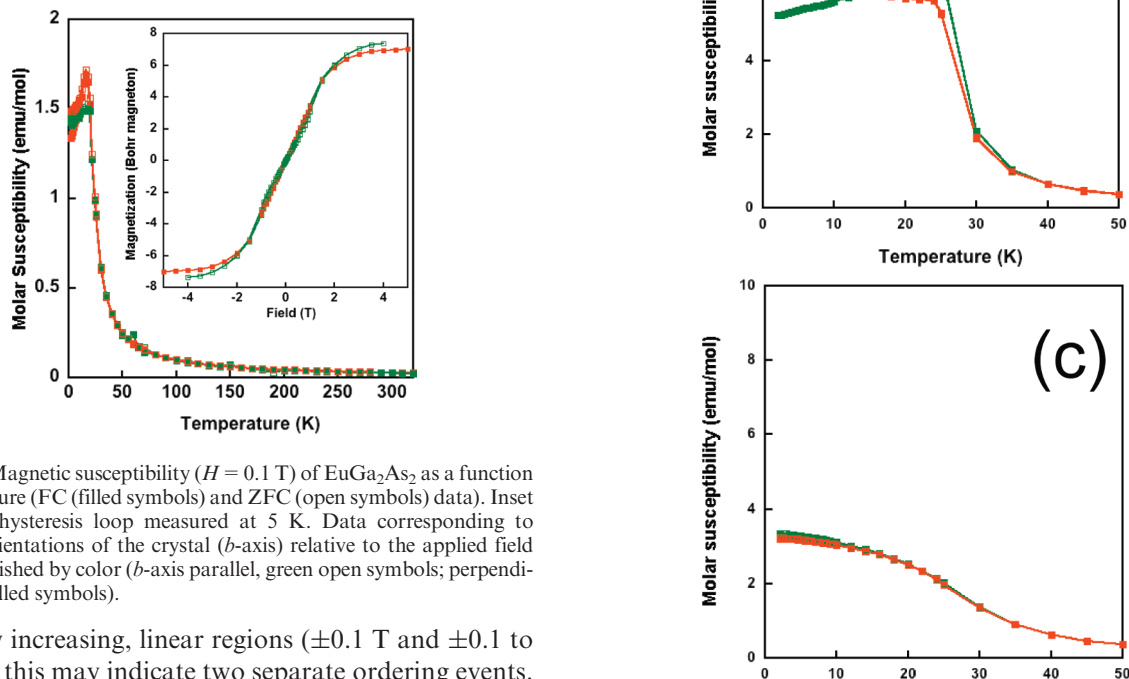 2
1.5
1
0.5
0
Molar Susceptibility (emu/mol)
0 50 100 150 200 250 300
Temperature (K)
8
6
4
2
0
-2
-4
-6
-8
Magnetization (Bohr magneton)
-4 -2 0 2 4
Field (T)
Magnetic susceptibility (H = 0.1 T) of EuGa₂As₂ as a function
ure (FC (filled symbols) and ZFC (open symbols) data). Inset
hysteresis loop measured at 5 K. Data corresponding to
ientations of the crystal (b-axis) relative to the applied field
ished by color (b-axis parallel, green open symbols; perpendi-
lled symbols).
increasing, linear regions (±0.1 T and ±0.1 to
this may indicate two separate ordering events.
4
2
0
Molar susceptibility
0 10 20 30 40 50
Temperature (K)
10
8
6
4
2
0
Molar susceptibility (emu/mol)
(c)
0 10 20 30 40 50